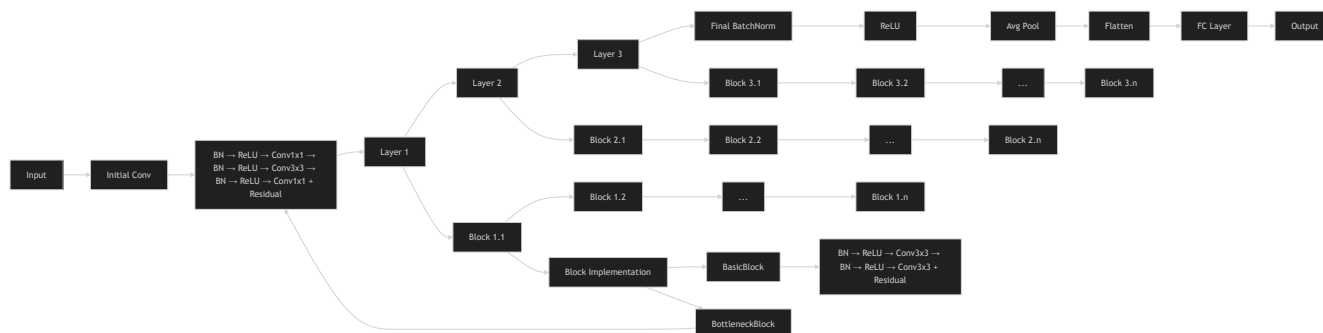 Input
Initial Conv
BN → ReLU → Conv1x1 →
BN → ReLU → Conv3x3 →
BN → ReLU → Conv1x1 +
Residual
Layer 1
Layer 2
Layer 3
Final BatchNorm
ReLU
Avg Pool
Flatten
FC Layer
Output
Block 3.1
Block 3.2
...
Block 3.n
Block 2.1
Block 2.2
...
Block 2.n
Block 1.1
Block 1.2
...
Block 1.n
Block Implementation
BasicBlock
BN → ReLU → Conv3x3 →
BN → ReLU → Conv3x3 +
Residual
BottleneckBlock